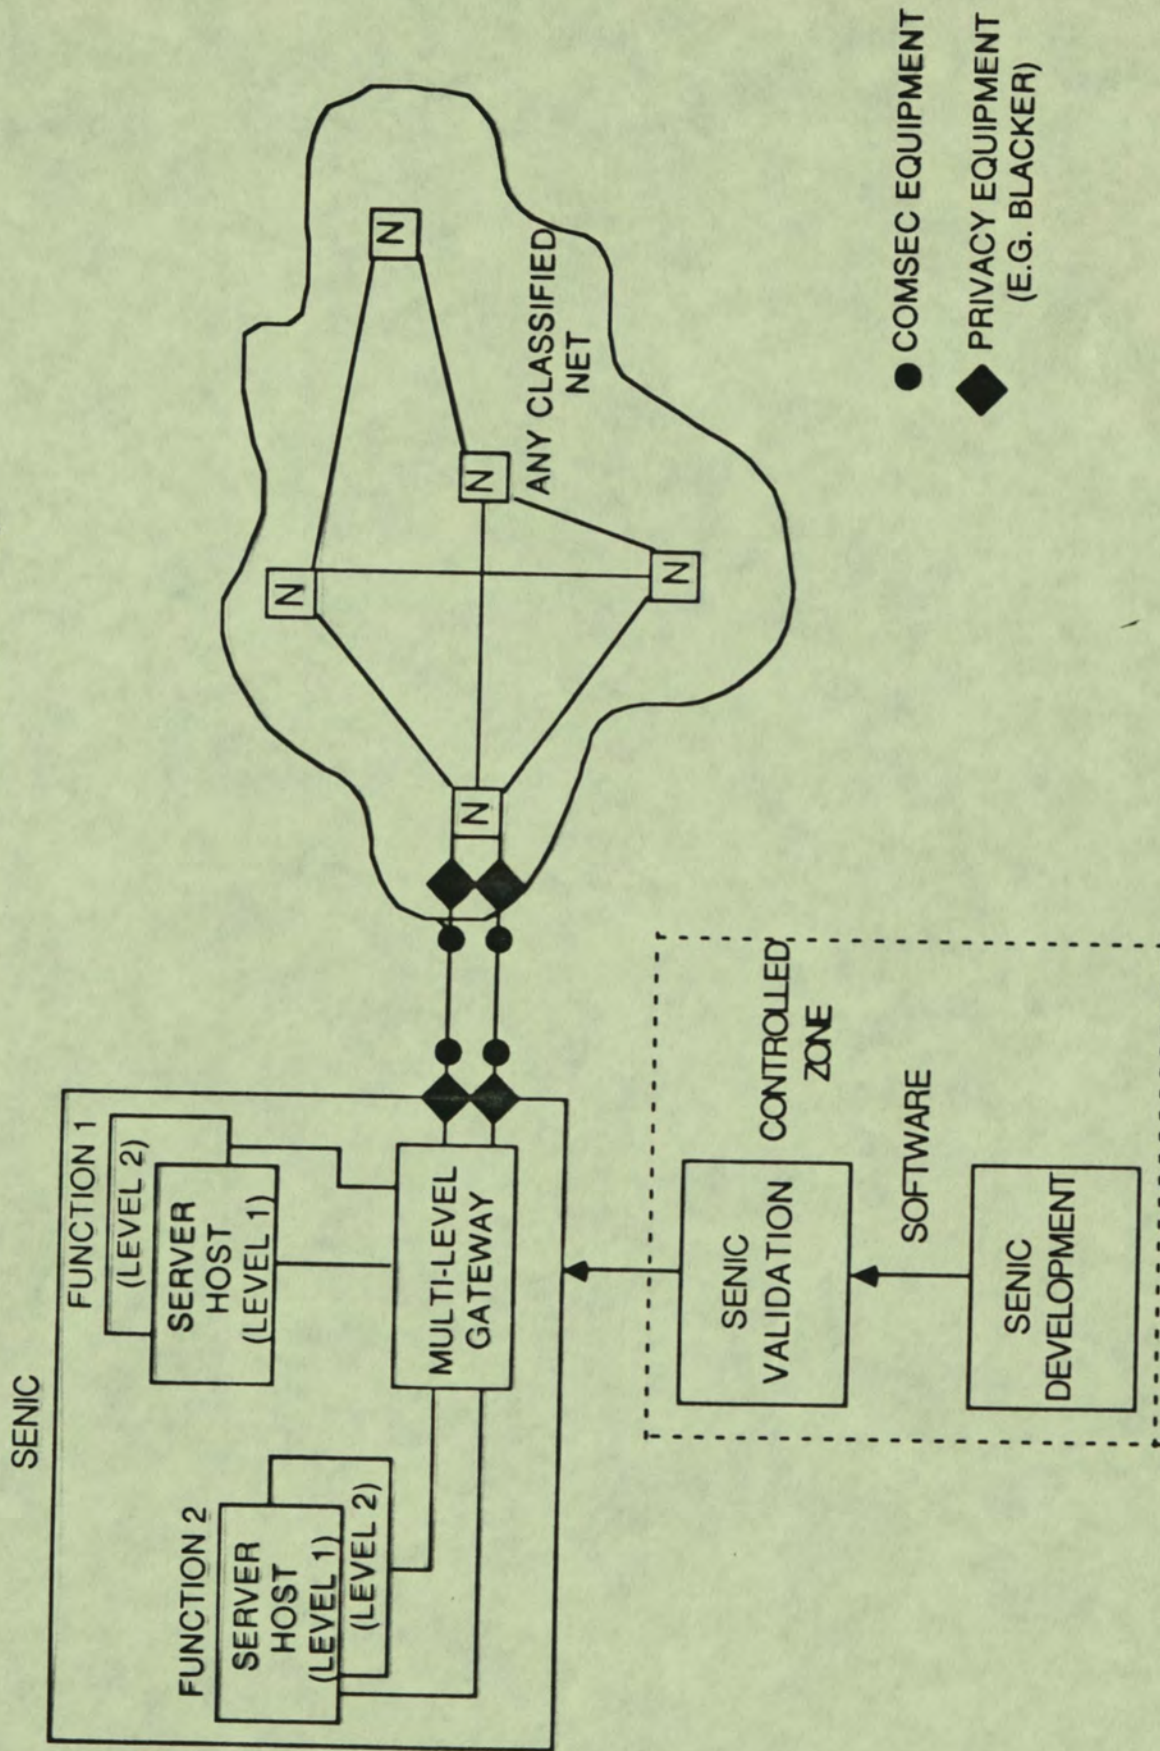 SENIC
FUNCTION 2
SERVER
HOST
(LEVEL 1)
(LEVEL 2)
FUNCTION 1
(LEVEL 2)
SERVER
HOST
(LEVEL 1)
MULTI-LEVEL
GATEWAY
N
N
N
N
N
ANY CLASSIFIED
NET
SENIC
VALIDATION
CONTROLLED
ZONE
SOFTWARE
SENIC
DEVELOPMENT
COMSEC EQUIPMENT
PRIVACY EQUIPMENT
(E.G. BLACKER)